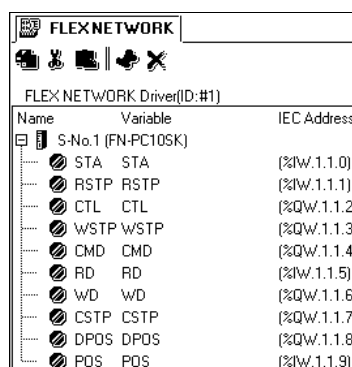 FLEX NETWORK
FLEX NETWORK Driver(ID:#1)
Name Variable IEC Address
S-No.1 (FN-PC10SK)
STA STA (%IW.1.1.0)
RSTP RSTP (%IW.1.1.1)
CTL CTL (%QW.1.1.2
WSTP WSTP (%QW.1.1.3
CMD CMD (%QW.1.1.4
RD RD (%IW.1.1.5)
WD WD (%QW.1.1.6
CSTP CSTP (%QW.1.1.7
DPOS DPOS (%QW.1.1.8
POS POS (%IW.1.1.9)